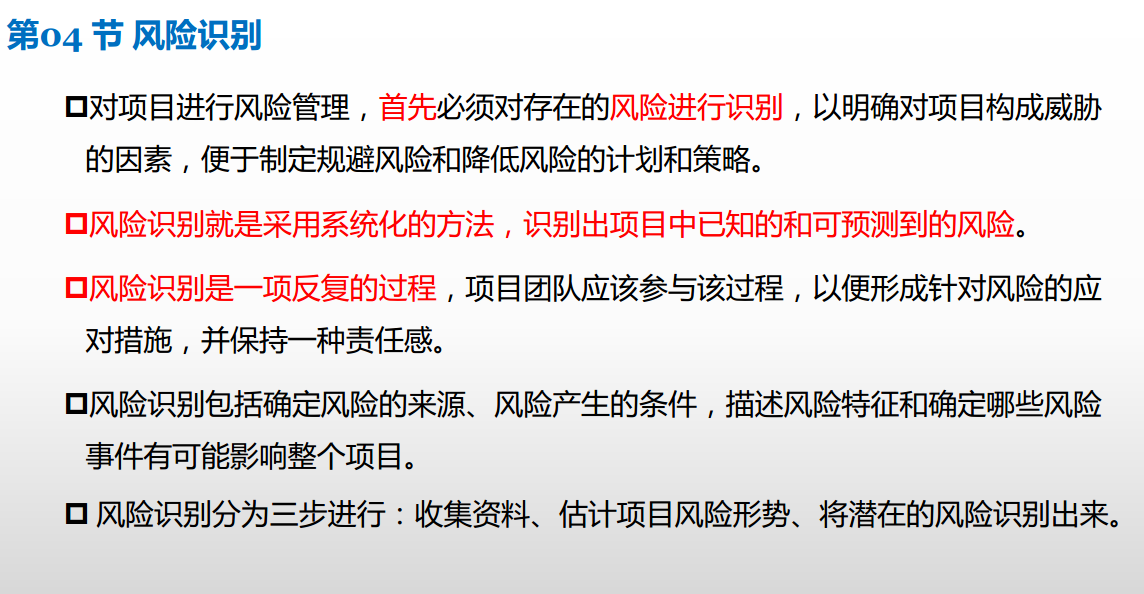 第04 节 风险识别
对项目进行风险管理，首先必须对存在的风险进行识别，以明确对项目构成威胁
的因素，便于制定规避风险和降低风险的计划和策略。
风险识别就是采用系统化的方法，识别出项目中已知的和可预测到的风险。
风险识别是一项反复的过程，项目团队应该参与该过程，以便形成针对风险的应
对措施，并保持一种责任感。
风险识别包括确定风险的来源、风险产生的条件，描述风险特征和确定哪些风险
事件有可能影响整个项目。
风险识别分为三步进行：收集资料、估计项目风险形势、将潜在的风险识别出来。